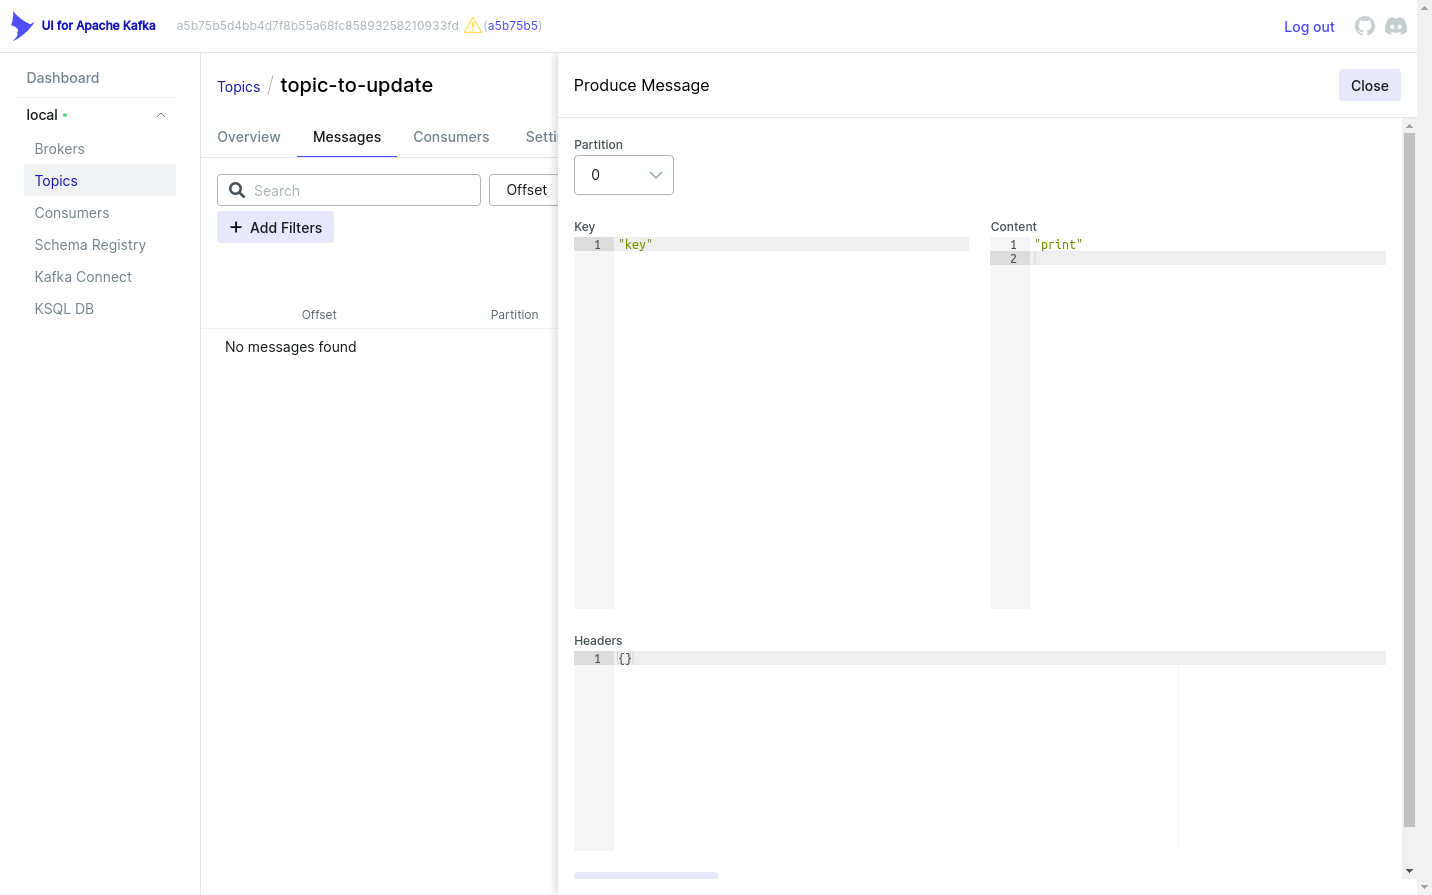 UI for Apache Kafka
a5b75b5d4bb4d7f8b55a68fc85893258210933fd
(a5b75b5)
Log out
Dashboard
local
Brokers
Topics
Consumers
Schema Registry
Kafka Connect
KSQL DB
Topics / topic-to-update
Overview
Messages
Consumers
Setti
Search
Offset
+ Add Filters
Offset
Partition
No messages found
Produce Message
Close
Partition
0
Key
1 "key"
Content
1 "print"
2
Headers
1 {}